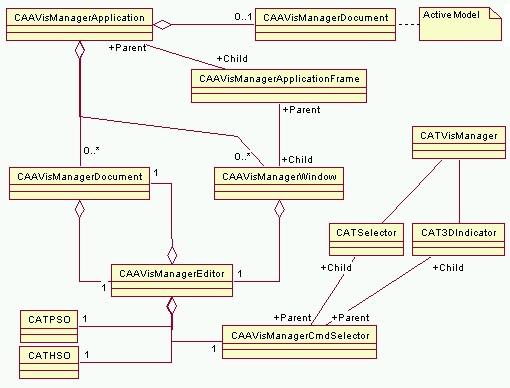 CAAVisManagerApplication
0..1
CAAVisManagerDocument
Active Model
+Parent
+Child
CAAVisManagerApplicationFrame
+Parent
CATVisManager
0..*
0..*
+Child
CAAVisManagerDocument
1
CAAVisManagerWindow
CATSelector
CAT3DIndicator
CAAVisManagerEditor
1
1
+Child
+Child
CATPSO
1
+Parent
+Parent
CATHSO
1
1
CAAVisManagerCmdSelector